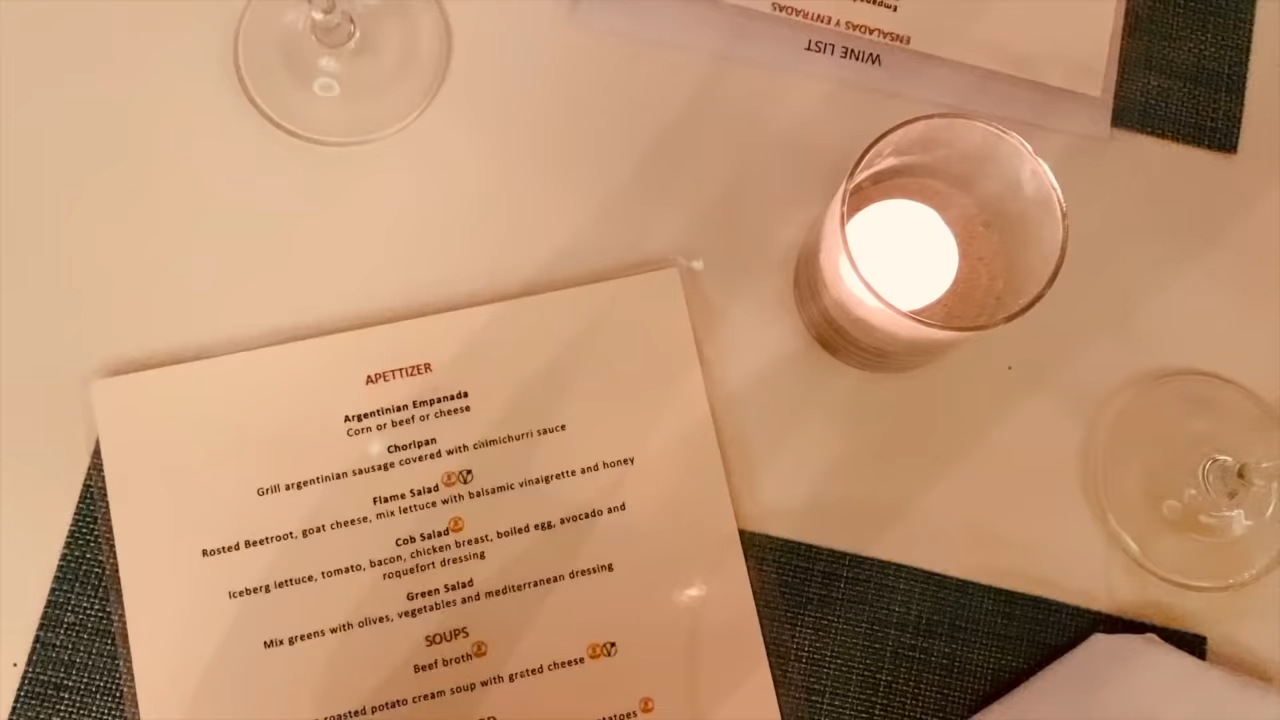 WINE LIST
ENSALADAS Y ENTRADAS
APETTIZER
Argentinian Empanada
Corn or beef or cheese
Choripan
Grill argentinian sausage covered with chimichurri sauce
Flame Salad
Rosted Beetroot, goat cheese, mix lettuce with balsamic vinaigrette and honey
Cob Salad
Iceberg lettuce, tomato, bacon, chicken breast, boiled egg, avocado and
roquefort dressing
Green Salad
Mix greens with olives, vegetables and mediterranean dressing
SOUPS
Beef broth
roasted potato cream soup with grated cheese